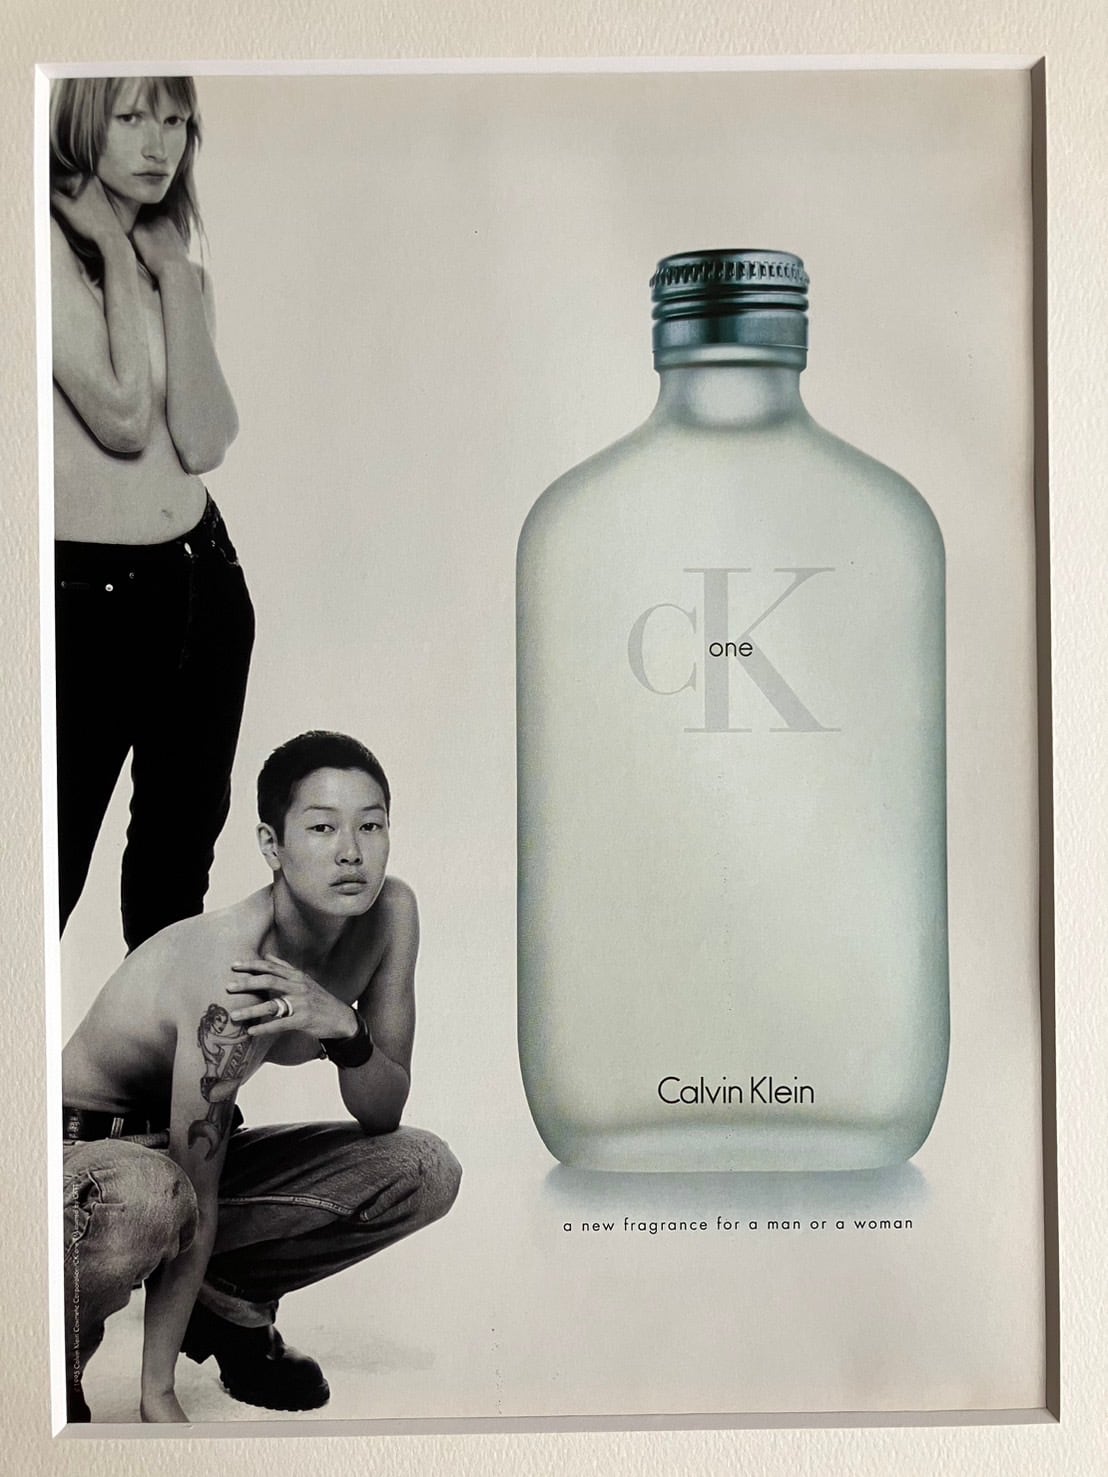 CK
one
Calvin Klein
a new fragrance for a man or a woman